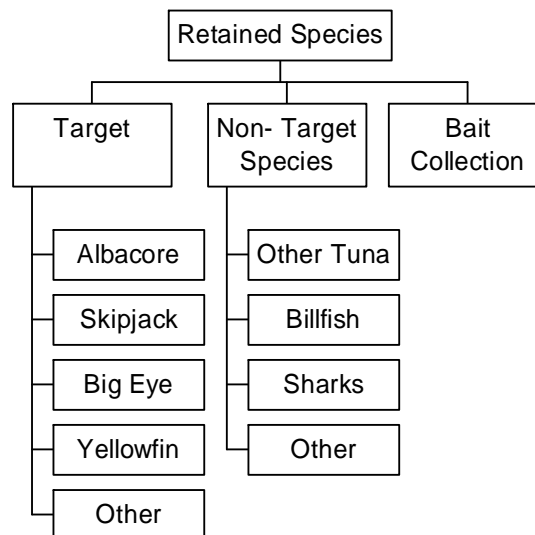 Retained Species
Target
Non- Target
Species
Bait
Collection
Albacore
Skipjack
Big Eye
Yellowfin
Other
Other Tuna
Billfish
Sharks
Other